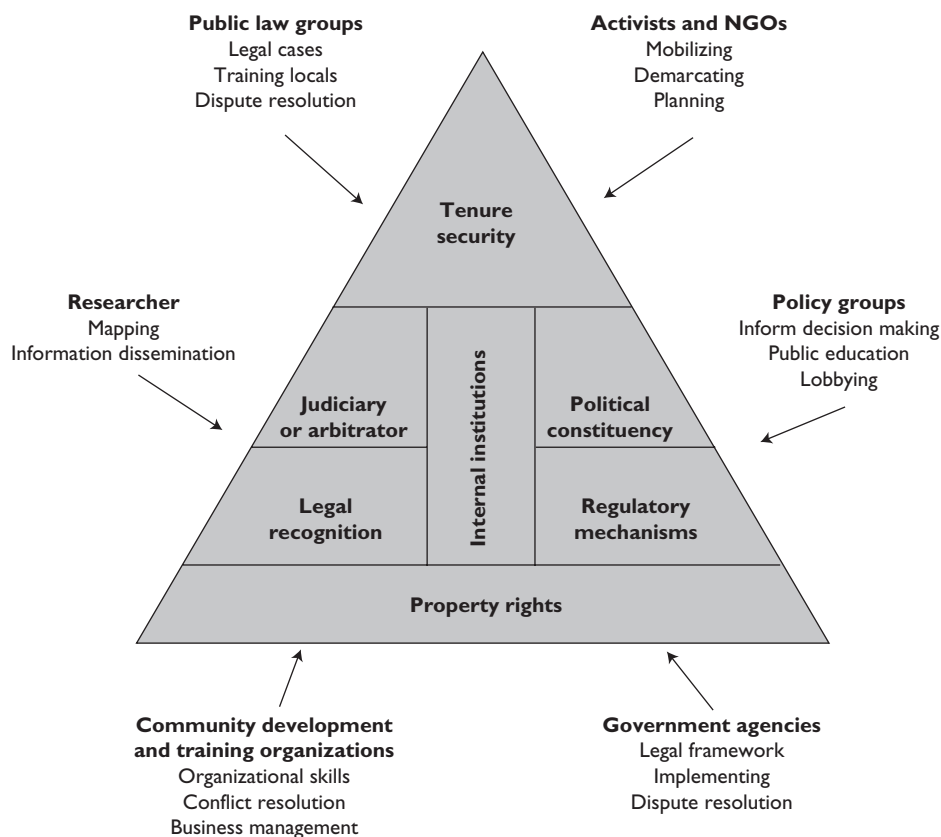 Public law groups
Legal cases
Training locals
Dispute resolution
Activists and NGOs
Mobilizing
Demarcating
Planning
Tenure
security
Researcher
Mapping
Information dissemination
Policy groups
Inform decision making
Public education
Lobbying
Judiciary
or arbitrator
Internal institutions
Political
constituency
Legal
recognition
Regulatory
mechanisms
Property rights
Community development
and training organizations
Organizational skills
Conflict resolution
Business management
Government agencies
Legal framework
Implementing
Dispute resolution